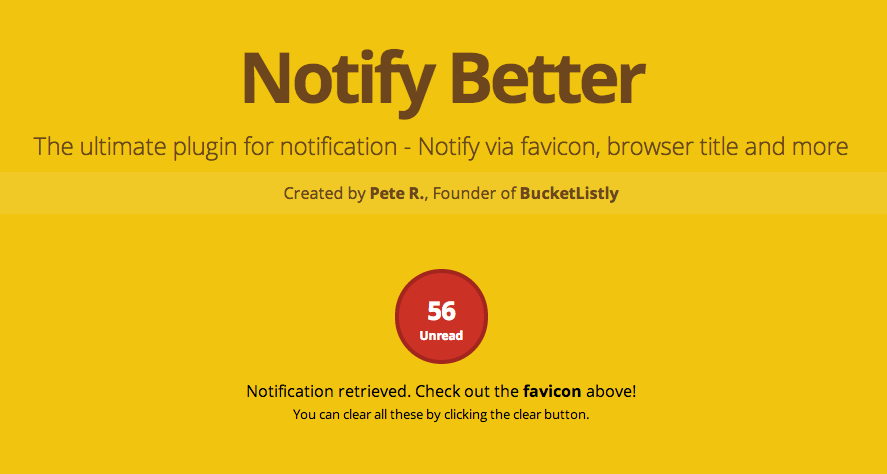 Notify Better
The ultimate plugin for notification - Notify via favicon, browser title and more
Created by Pete R., Founder of BucketListly
56
Unread
Notification retrieved. Check out the favicon above!
You can clear all these by clicking the clear button.